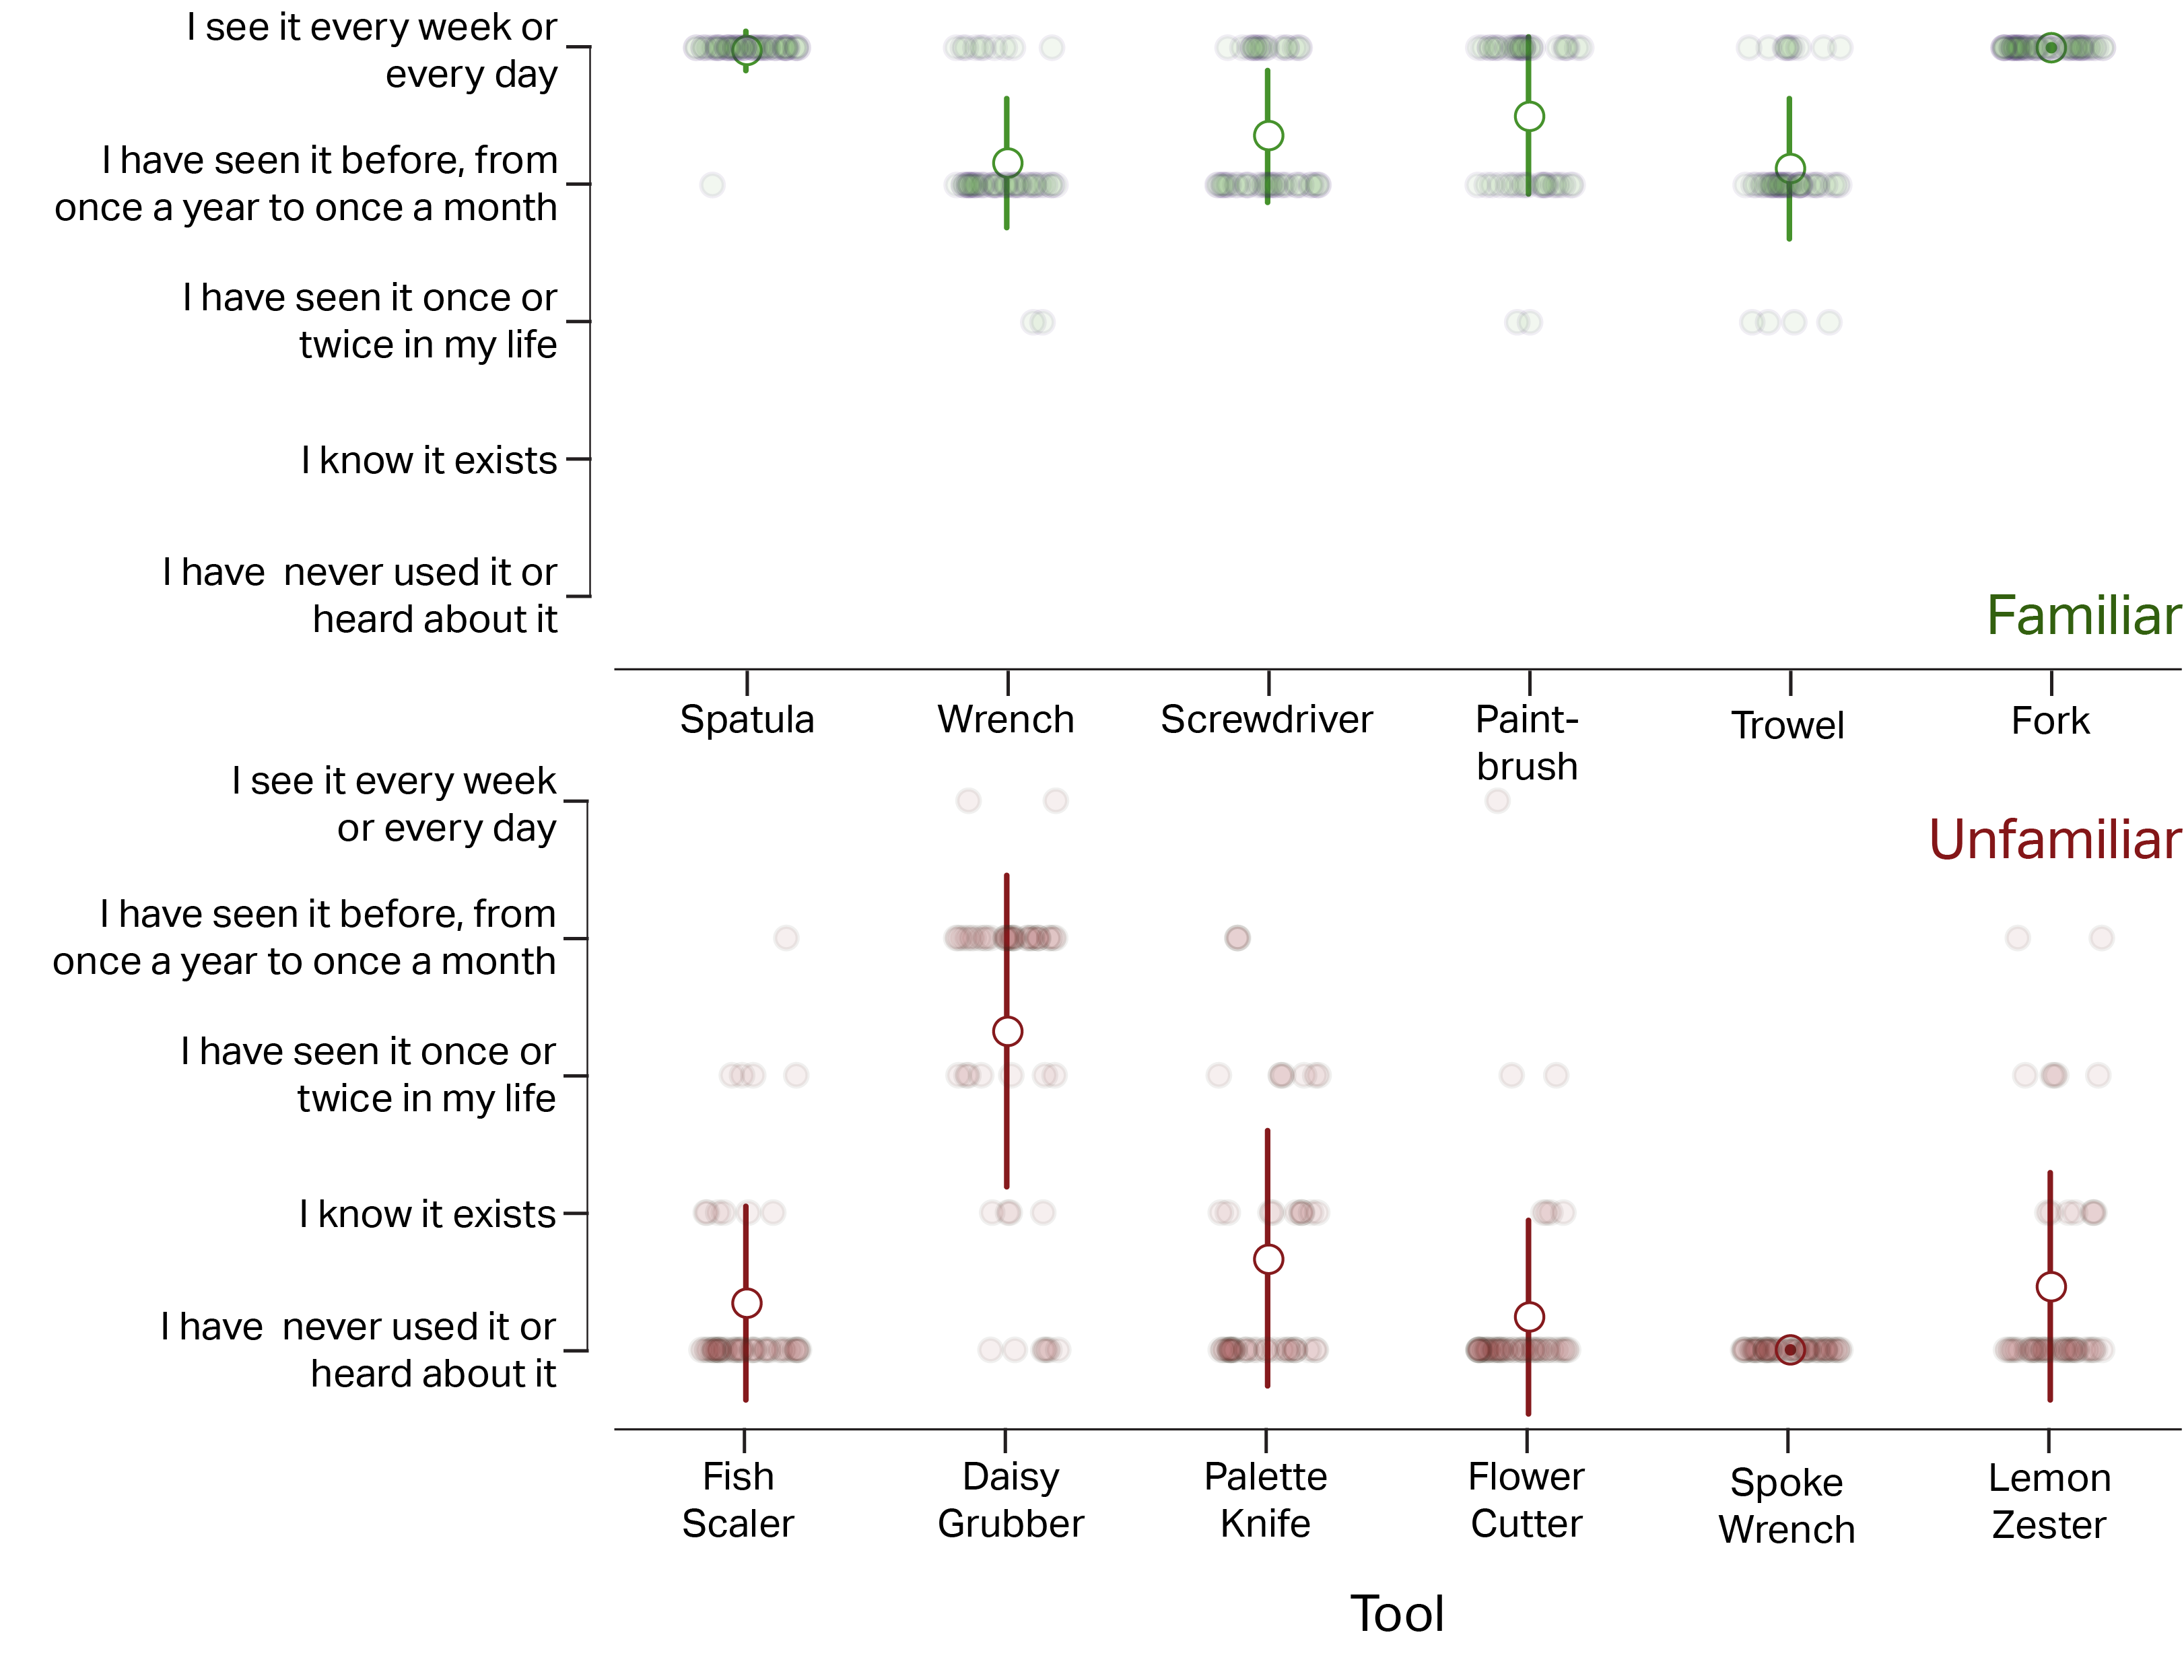 I see it every week or
every day
I have seen it before, from
once a year to once a month
I have seen it once or
twice in my life
I know it exists
I have never used it or
heard about it
Familiar
Spatula
Wrench
Screwdriver
Paint-
brush
Trowel
Fork
I see it every week
or every day
Unfamiliar
I have seen it before, from
once a year to once a month
I have seen it once or
twice in my life
I know it exists
I have never used it or
heard about it
Fish
Scaler
Daisy
Grubber
Palette
Knife
Flower
Cutter
Spoke
Wrench
Lemon
Zester
Tool